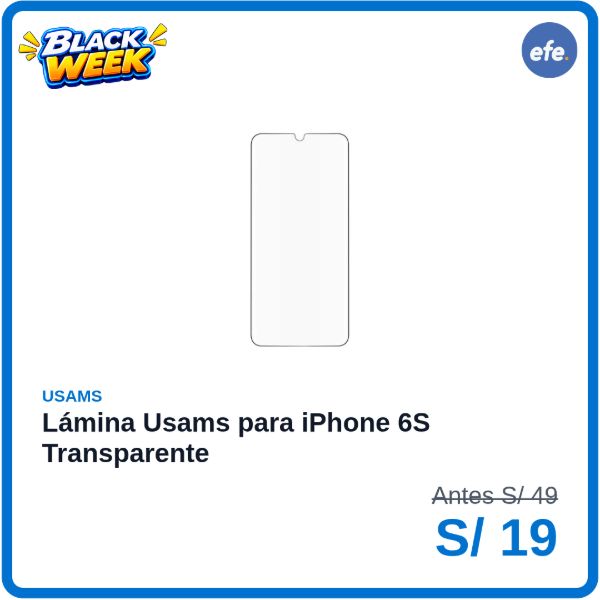 BLACK
WEEK
efe.
USAMS
Lámina Usams para iPhone 6S
Transparente
Antes S/ 49
S/ 19